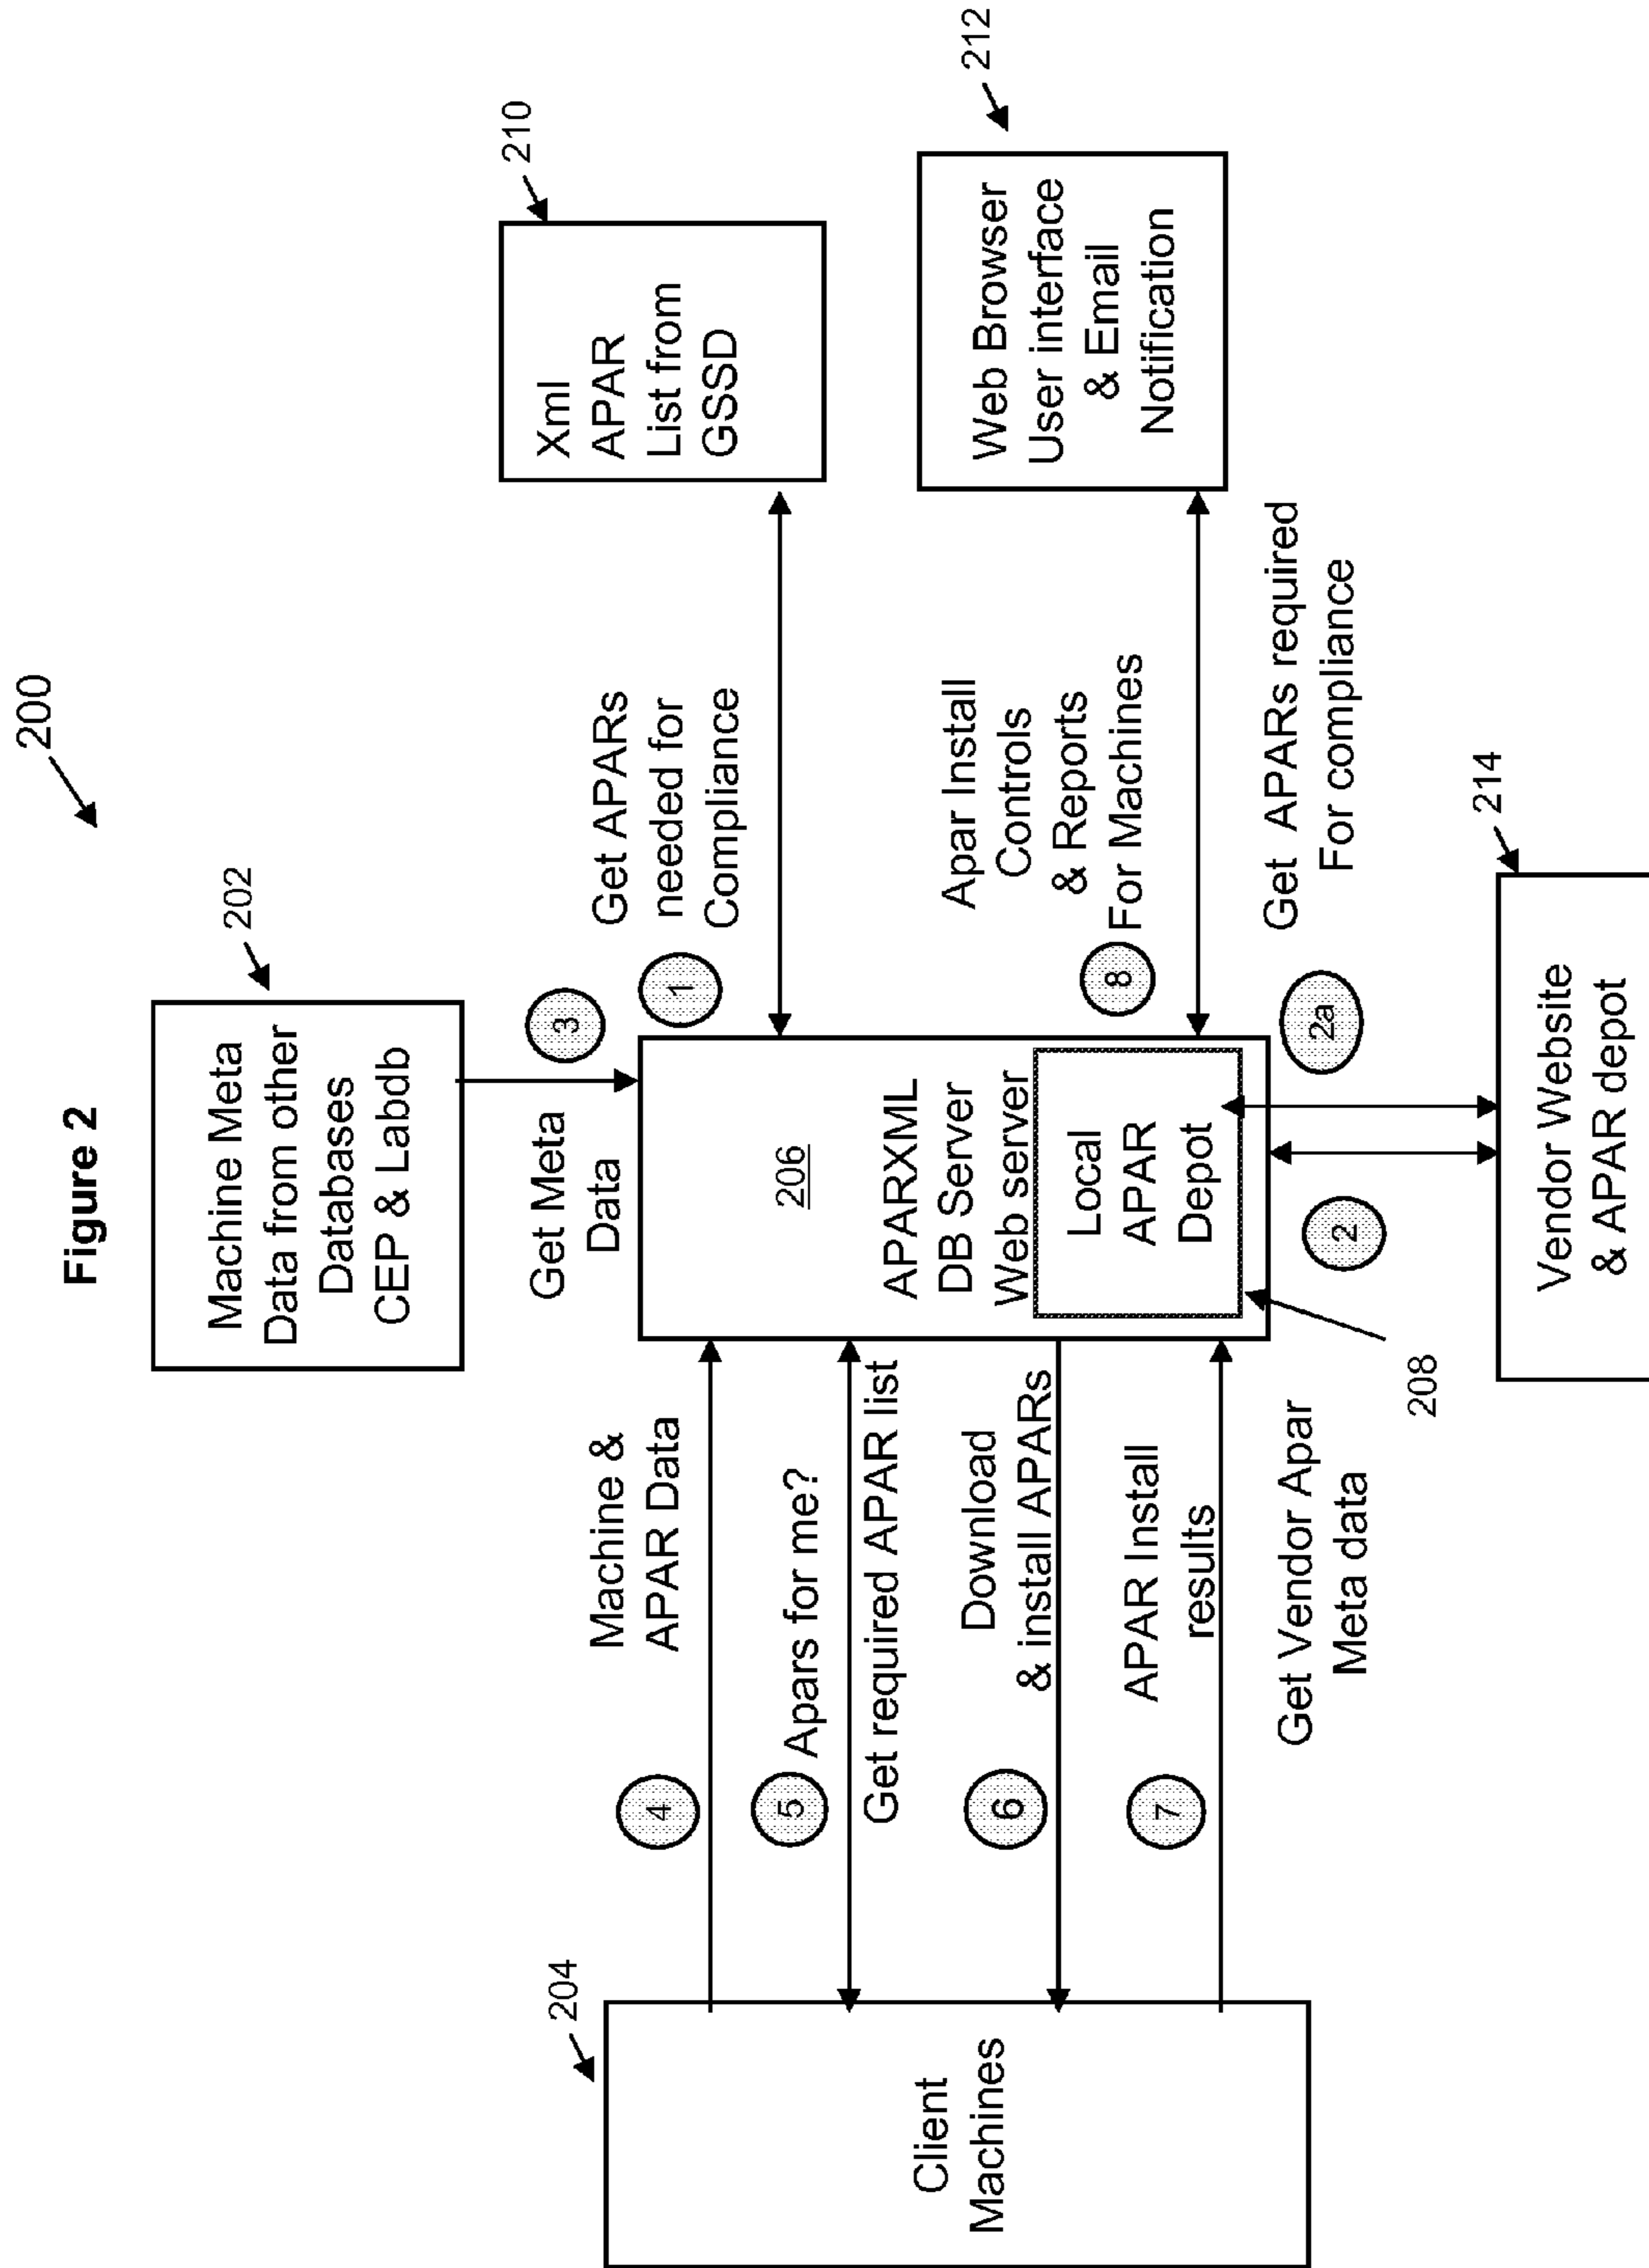 Figure 2
200
202
Machine Meta
Data from other
Databases
CEP & Labdb
Get Meta
Data
3
204
Client
Machines
4
Machine &
APAR Data
5
Apars for me?
Get required APAR list
6
Download
& install APARs
7
APAR Install
results
206
APARXML
DB Server
Web server
Local
APAR
Depot
208
1
Get APARs
needed for
Compliance
210
Xml
APAR
List from
GSSD
8
Apar Install
Controls
& Reports
For Machines
212
Web Browser
User interface
& Email
Notification
Get Vendor Apar
Meta data
2
2a
Get APARs required
For compliance
214
Vendor Website
& APAR depot